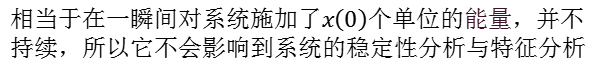 相当于在一瞬间对系统施加了x(0)个单位的能量，并不
持续，所以它不会影响到系统的稳定性分析与特征分析